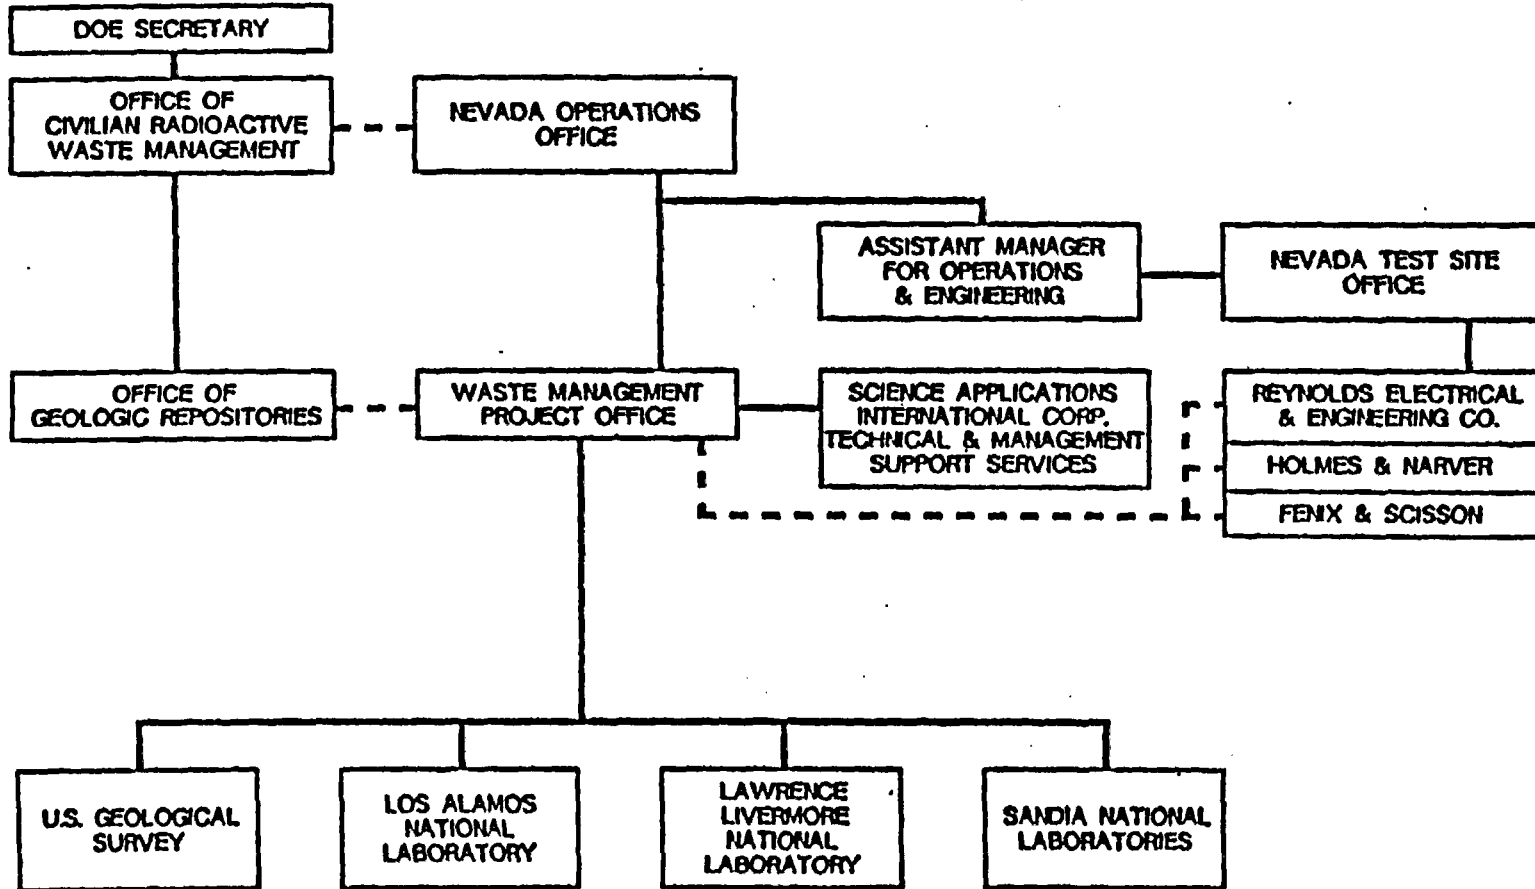 DOE SECRETARY
OFFICE OF
CIVILIAN RADIOACTIVE
WASTE MANAGEMENT
NEVADA OPERATIONS
OFFICE
ASSISTANT MANAGER
FOR OPERATIONS
& ENGINEERING
NEVADA TEST SITE
OFFICE
OFFICE OF
GEOLOGIC REPOSITORIES
WASTE MANAGEMENT
PROJECT OFFICE
SCIENCE APPLICATIONS
INTERNATIONAL CORP.
TECHNICAL & MANAGEMENT
SUPPORT SERVICES
REYNOLDS ELECTRICAL
& ENGINEERING CO.
HOLMES & NARVER
FENIX & SCISSON
U.S. GEOLOGICAL
SURVEY
LOS ALAMOS
NATIONAL
LABORATORY
LAWRENCE
LIVERMORE
NATIONAL
LABORATORY
SANDIA NATIONAL
LABORATORIES